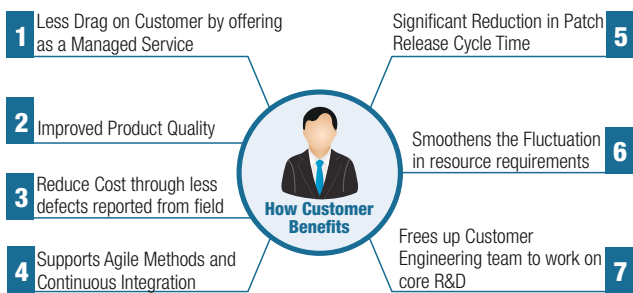 1
Less Drag on Customer by offering
as a Managed Service
2
Improved Product Quality
3
Reduce Cost through less
defects reported from field
4
Supports Agile Methods and
Continuous Integration
How Customer
Benefits
Significant Reduction in Patch
Release Cycle Time
5
Smoothens the Fluctuation
in resource requirements
6
Frees up Customer
Engineering team to work on
core R&D
7